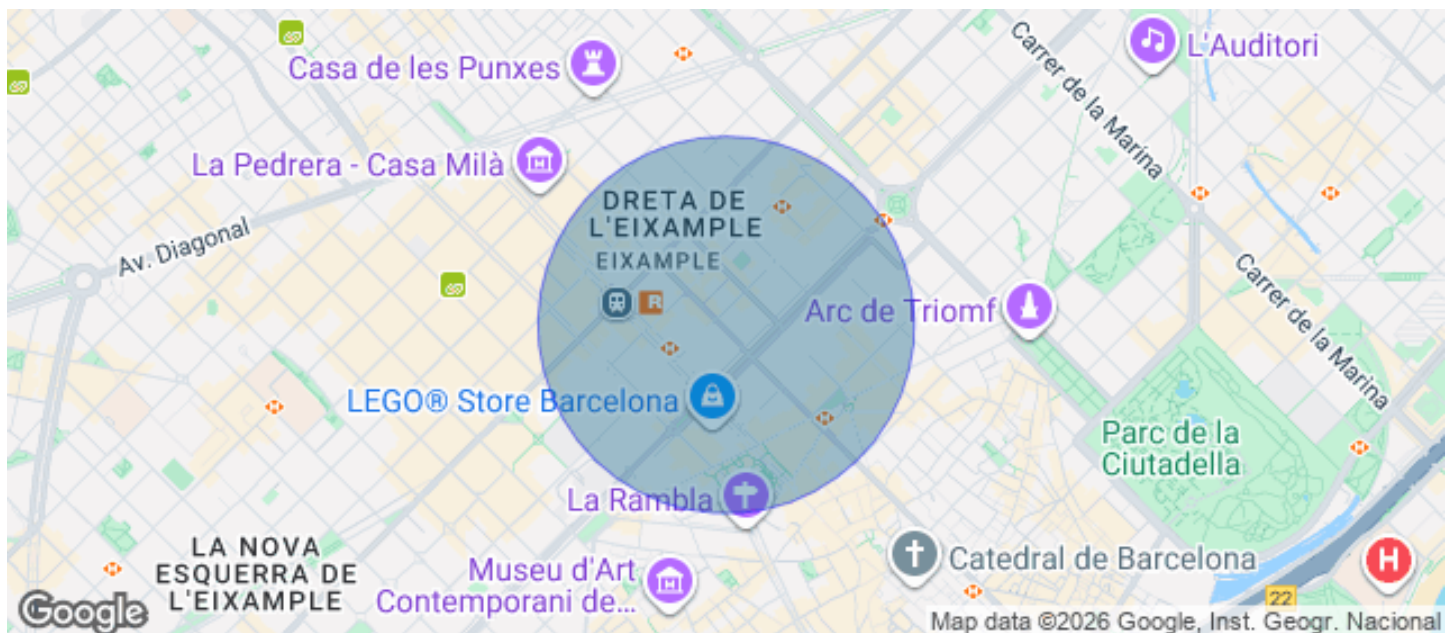 Carrer de la Marina
L'Auditori
Casa de les Punxes
La Pedrera - Casa Milà
DRETA DE
L'EIXAMPLE
EIXAMPLE
Av. Diagonal
R
Arc de Triomf
Carrer de la Marina
LEGO® Store Barcelona
Parc de la
Ciutadella
La Rambla
LA NOVA
ESQUERRA DE
L'EIXAMPLE
Museu d'Art
Contemporani de...
Catedral de Barcelona
H
22
Google
Map data ©2026 Google, Inst. Geogr. Nacional